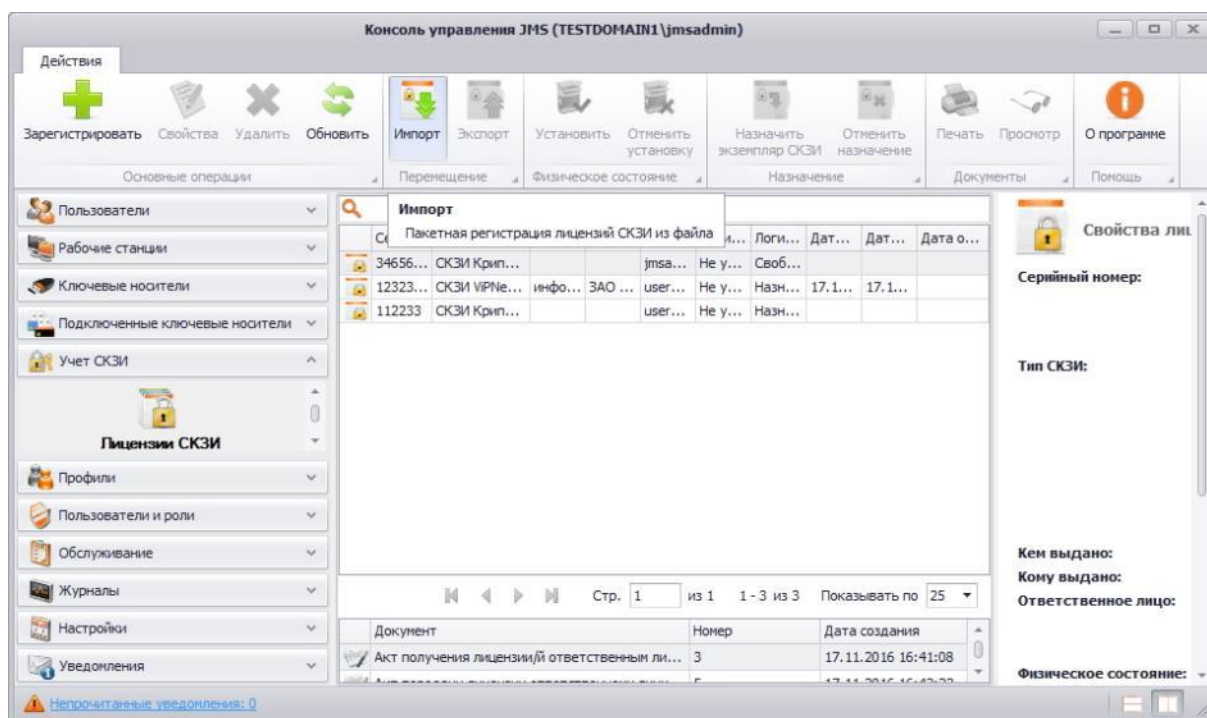 Консоль управления JMS (TESTDOMAIN1\jmsadmin)
Действия
Зарегистрировать Свойства Удалить Обновить Импорт Экспорт Установить Отменить установку Назначить экземпляр СКЗИ Отменить назначение Печать Просмотр О программе
Основные операции Перемещение Физическое состояние Назначение Документы Помощь
Пользователи
Рабочие станции
Ключевые носители
Подключенные ключевые носители
Учет СКЗИ
Лицензии СКЗИ
Профили
Пользователи и роли
Обслуживание
Журналы
Настройки
Уведомления
Импорт
Пакетная регистрация лицензий СКЗИ из файла
Логи... Дат... Дат... Дата о...
34656... СКЗИ Крип... jmsa... Не у... Своб...
12323... СКЗИ ViPNe... инфо... ЗАО ... user... Не у... Назн... 17.1... 17.1...
112233 СКЗИ Крип... user... Не у... Назн...
Стр. 1 из 1 1 - 3 из 3 Показывать по 25
Документ Номер Дата создания
Акт получения лицензии/й ответственным ли... 3 17.11.2016 16:41:08
Свойства лиц
Серийный номер:
Тип СКЗИ:
Кем выдано:
Кому выдано:
Ответственное лицо:
Физическое состояние:
Непрочитанные уведомления: 0